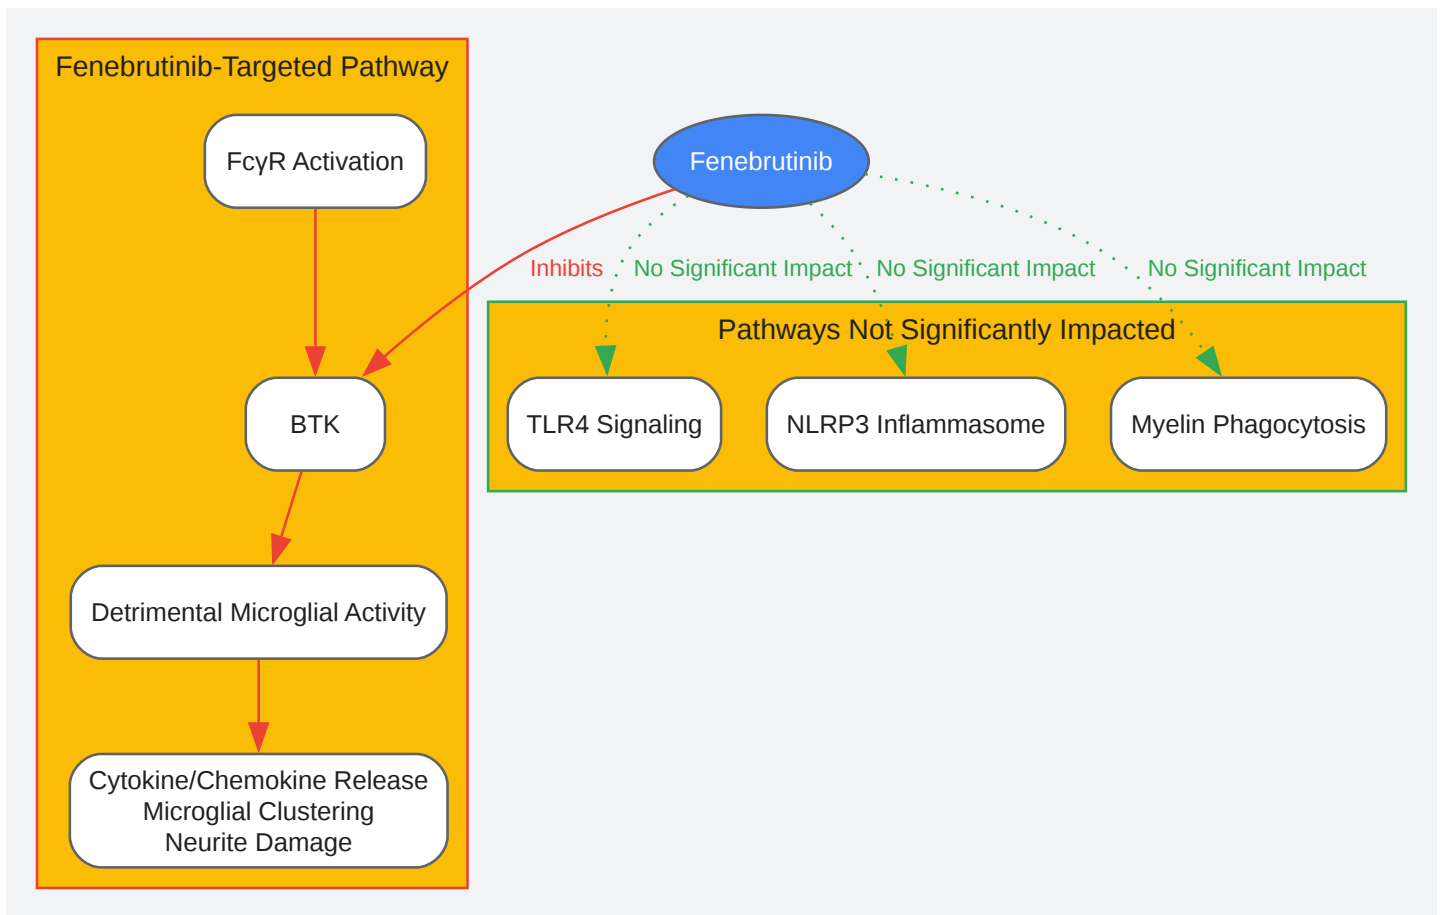 Fenebrutinib-Targeted Pathway
FcγR Activation
Fenebrutinib
Inhibits
No Significant Impact
No Significant Impact
No Significant Impact
Pathways Not Significantly Impacted
BTK
TLR4 Signaling
NLRP3 Inflammasome
Myelin Phagocytosis
Detrimental Microglial Activity
Cytokine/Chemokine Release
Microglial Clustering
Neurite Damage